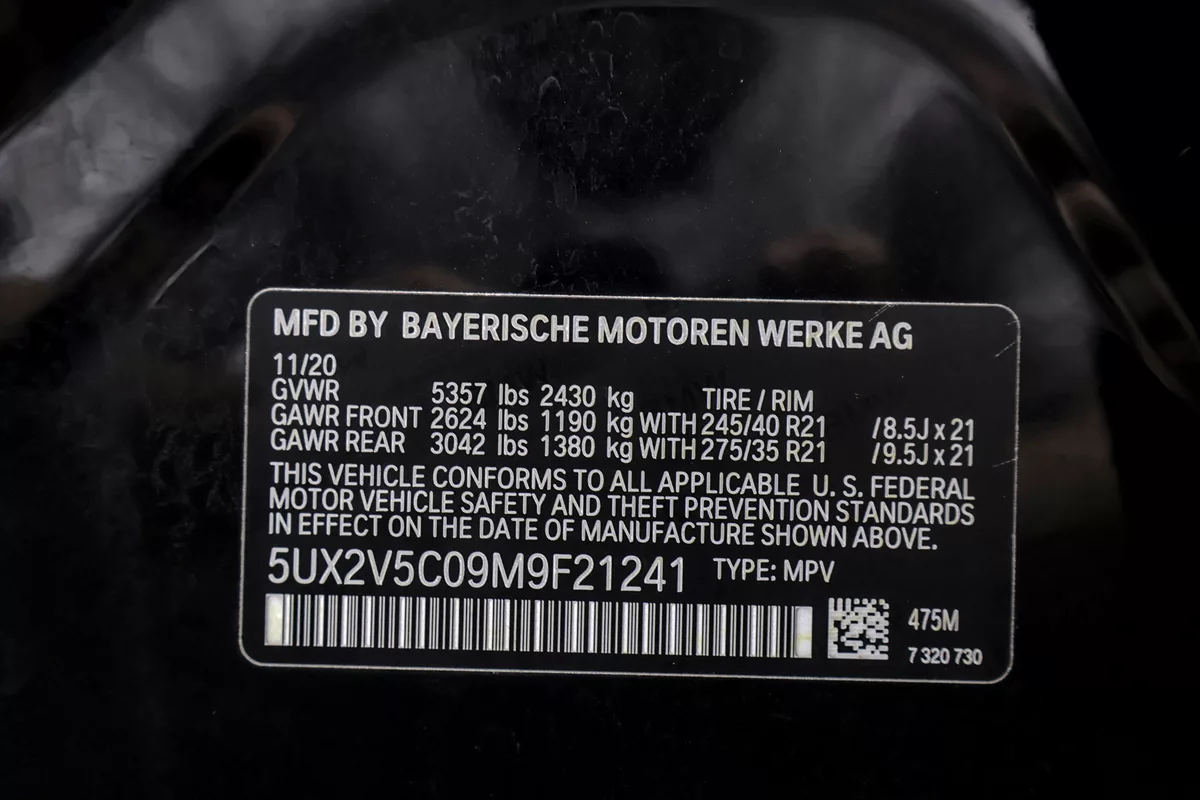 MFD BY BAYERISCHE MOTOREN WERKE AG
11/20
GVWR 5357 lbs 2430 kg TIRE / RIM
GAWR FRONT 2624 lbs 1190 kg WITH 245/40 R21 /8.5J x 21
GAWR REAR 3042 lbs 1380 kg WITH 275/35 R21 /9.5J x 21
THIS VEHICLE CONFORMS TO ALL APPLICABLE U. S. FEDERAL
MOTOR VEHICLE SAFETY AND THEFT PREVENTION STANDARDS
IN EFFECT ON THE DATE OF MANUFACTURE SHOWN ABOVE.
5UX2V5C09M9F21241 TYPE: MPV
475M
7 320 730